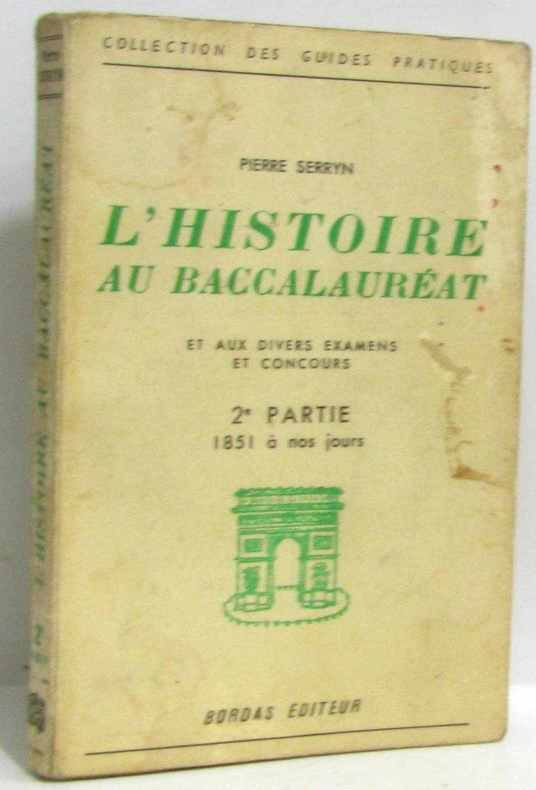 COLLECTION DES GUIDES PRATIQUES
PIERRE SERRYN
L'HISTOIRE
AU BACCALAURÉAT
ET AUX DIVERS EXAMENS
ET CONCOURS
2e PARTIE
1851 à nos jours
BORDAS EDITEUR
L'HISTOIRE AU BACCALAURÉAT
2e